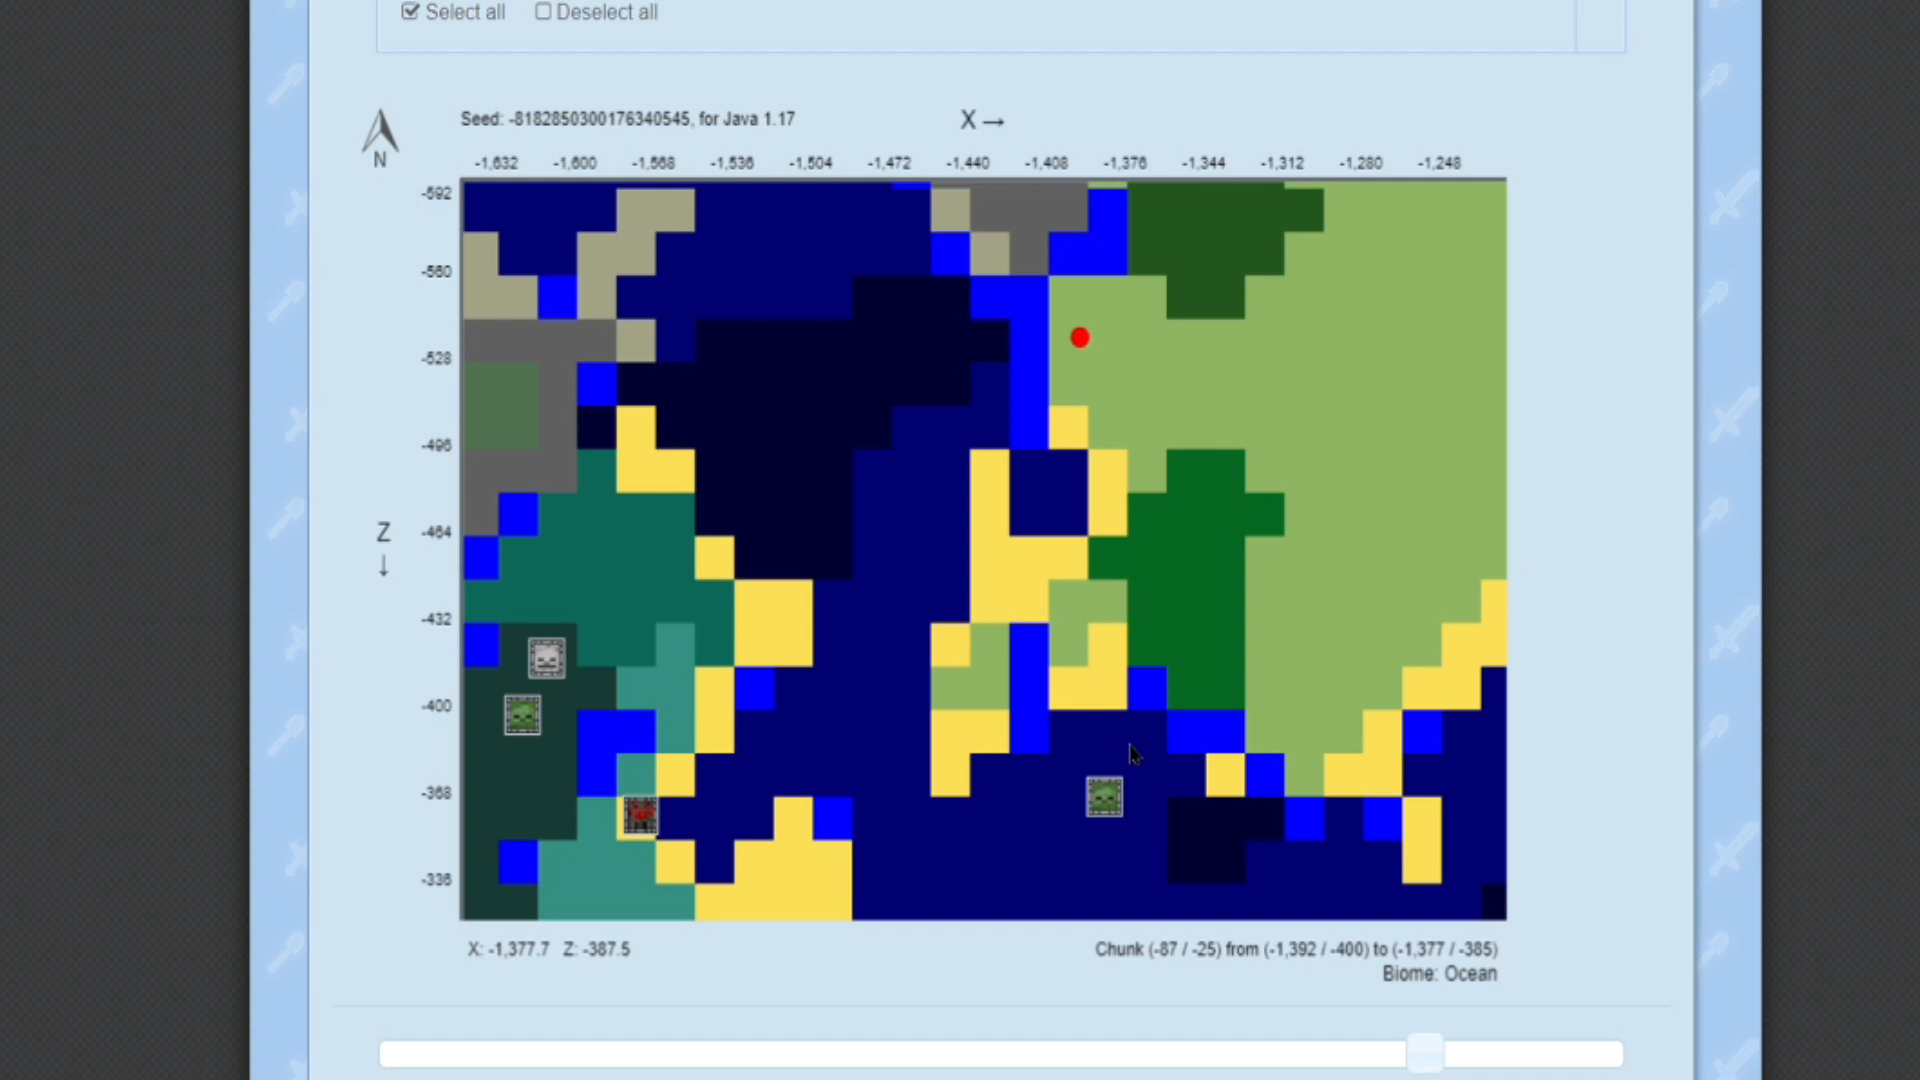 Select all Deselect all
Seed: -8182850300176340545, for Java 1.17
X →
N
-1,632 -1,600 -1,568 -1,536 -1,504 -1,472 -1,440 -1,408 -1,376 -1,344 -1,312 -1,280 -1,248
-592
-560
-528
-496
-464
Z
↓
-432
-400
-368
-336
X: -1,377.7 Z: -387.5
Chunk (-87 / -25) from (-1,392 / -400) to (-1,377 / -385)
Biome: Ocean